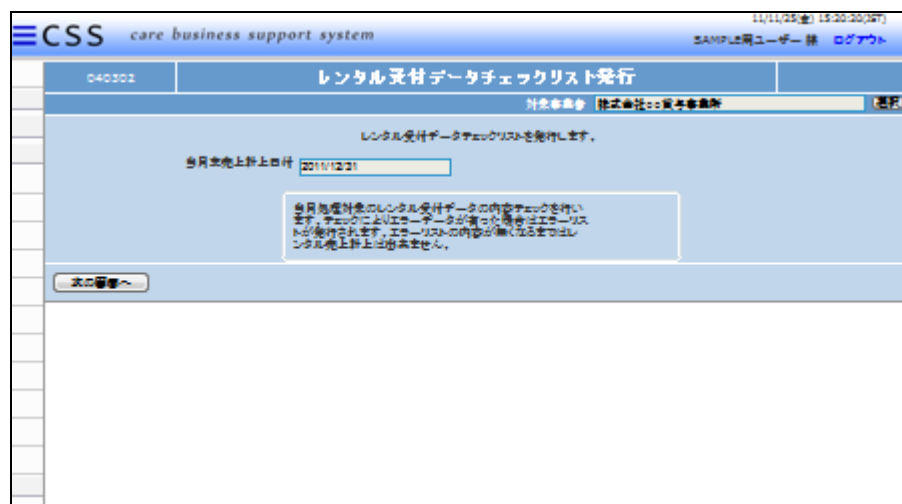 11/11/25(金) 15:20:20(JST)
CSS care business support system
SAMPLE用ユーザー 様 ログアウト
040302 レンタル受付データチェックリスト発行
対象事業者 株式会社○○貸与事業所 選択
レンタル受付データチェックリストを発行します。
当月末売上計上日付 2011/12/31
当月処理対象のレンタル受付データの内容チェックを行い
ます。チェックによりエラーデータが有った場合はエラーリス
トが発行されます。エラーリストの内容が無くなるまではレ
ンタル売上計上は出来ません。
次の画面へ